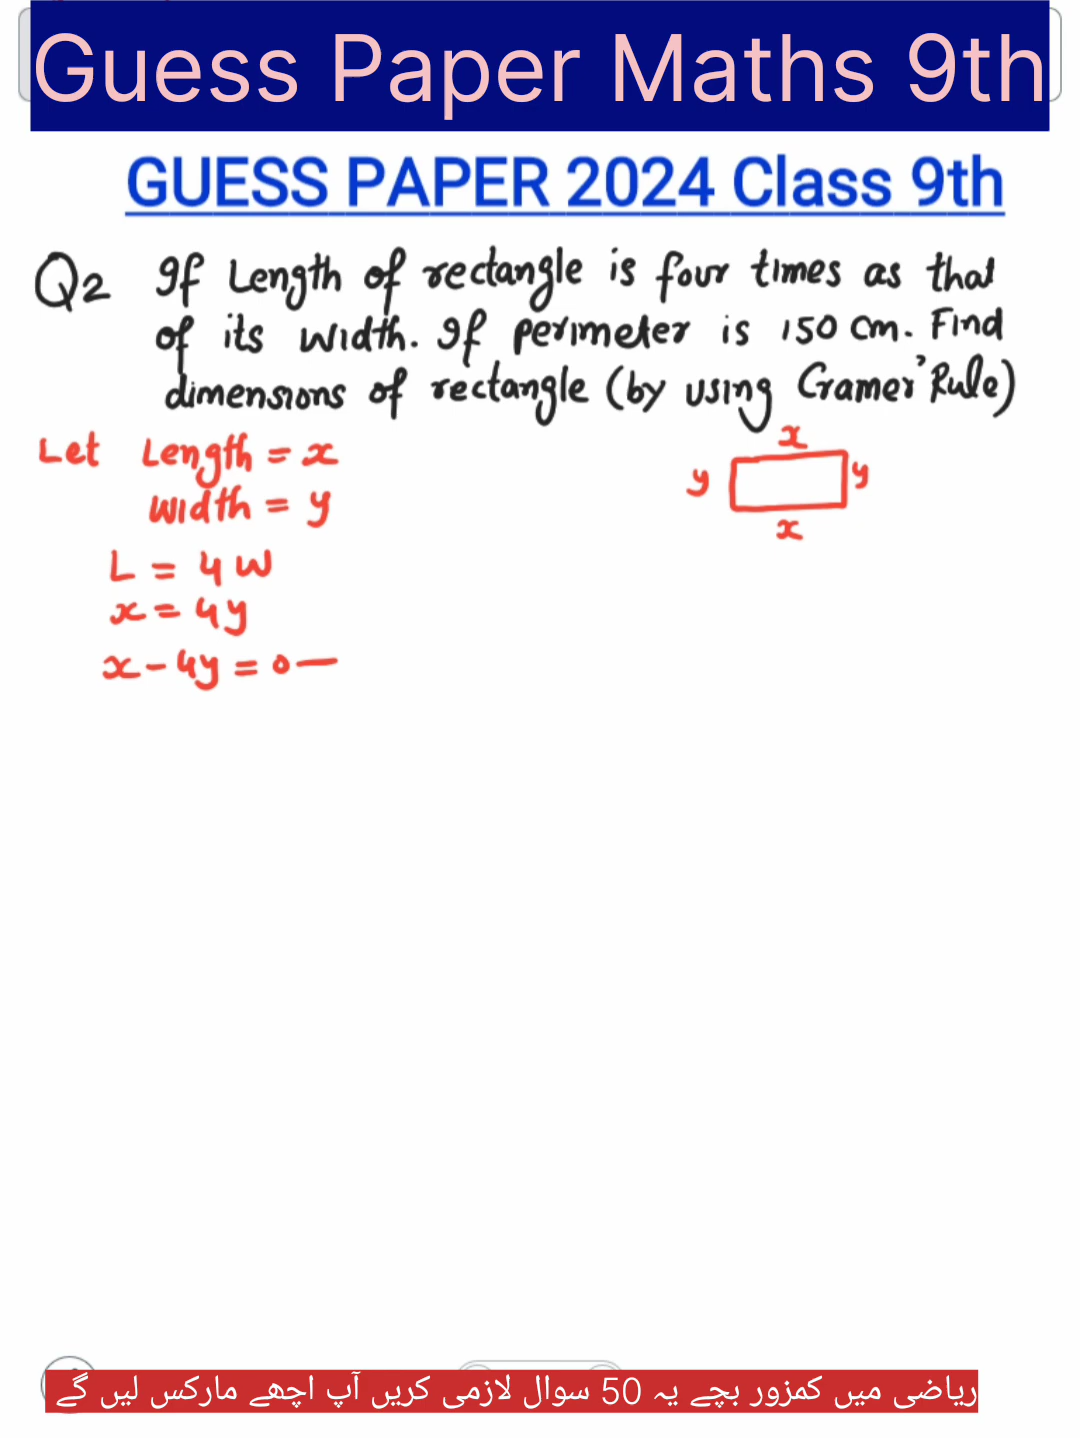 Guess Paper Maths 9th
GUESS PAPER 2024 Class 9th
Q2 If Length of rectangle is four times as that
of its width. If perimeter is 150 cm. Find
dimensions of rectangle (by using Cramer' Rule)
Let Length = x
width = y
x
y
y
x
L = 4 W
x = 4y
x - 4y = 0 —
ریاضی میں کمزور بچے یہ 50 سوال لازمی کریں آپ اچھے مارکس لیں گے